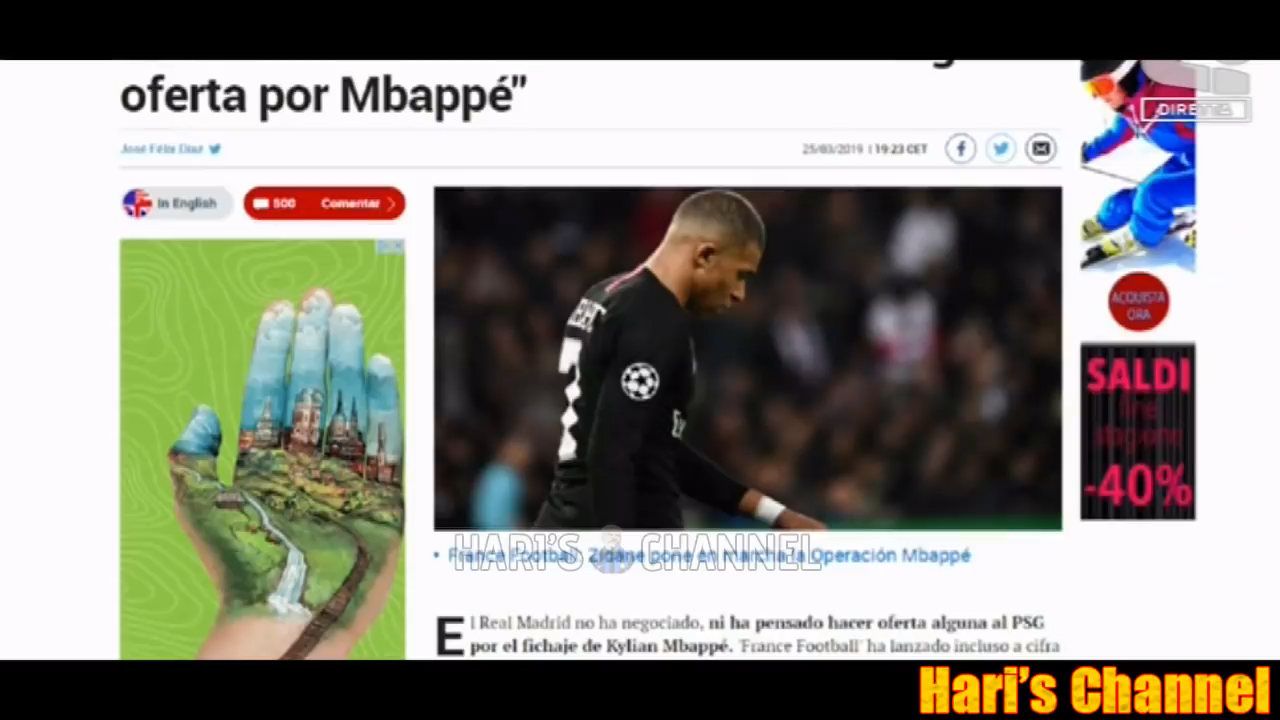 oferta por Mbappé"
DIRETTA
José Félix Díaz
25/03/2019 | 19:23 CET
In English
500 Comentar
7
ACQUISTA
ORA
SALDI
fine
stagione
-40%
HARI'S CHANNEL
• France Football: Zidane pone en marcha la Operación Mbappé
El Real Madrid no ha negociado, ni ha pensado hacer oferta alguna al PSG
por el fichaje de Kylian Mbappé. 'France Football' ha lanzado incluso a cifra
Hari's Channel